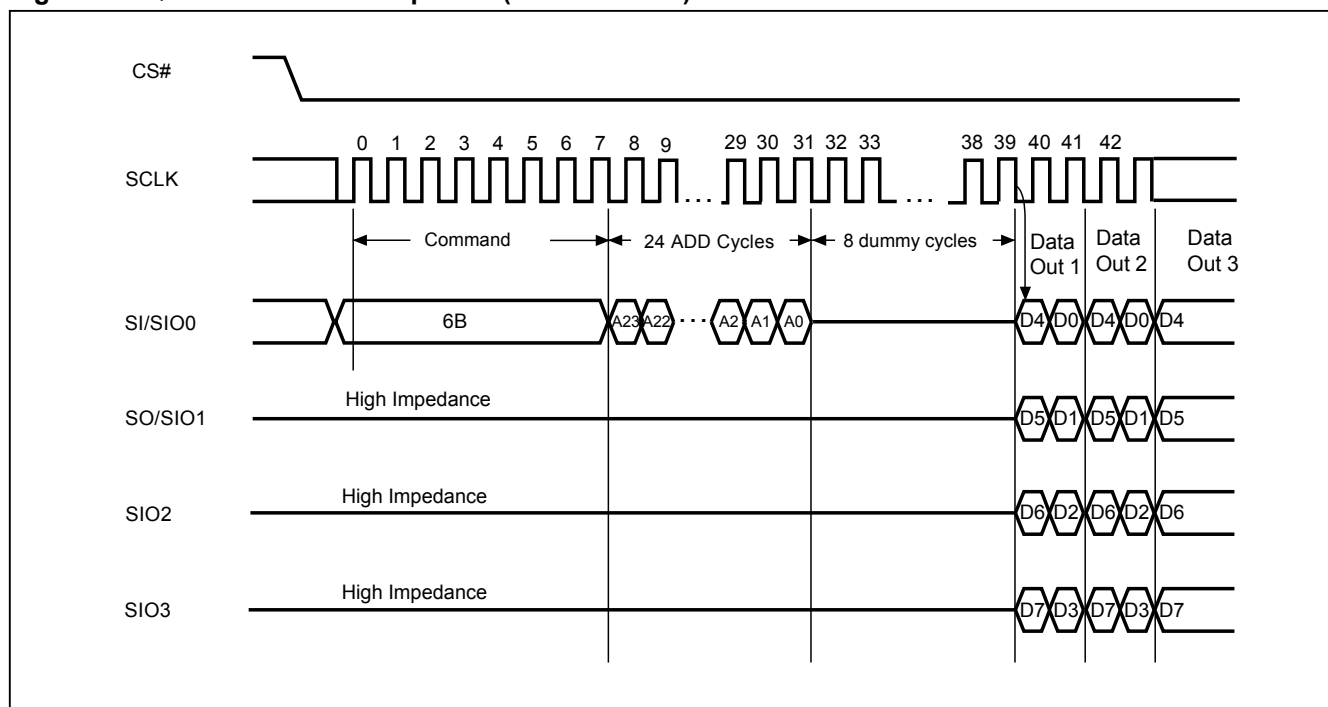 CS#
0 1 2 3 4 5 6 7 8 9 29 30 31 32 33 38 39 40 41 42
SCLK
Command
24 ADD Cycles
8 dummy cycles
Data
Out 1
Data
Out 2
Data
Out 3
SI/SIO0
6B
A23 A22 A2 A1 A0
D4 D0 D4 D0 D4
High Impedance
SO/SIO1
D5 D1 D5 D1 D5
High Impedance
SIO2
D6 D2 D6 D2 D6
High Impedance
SIO3
D7 D3 D7 D3 D7